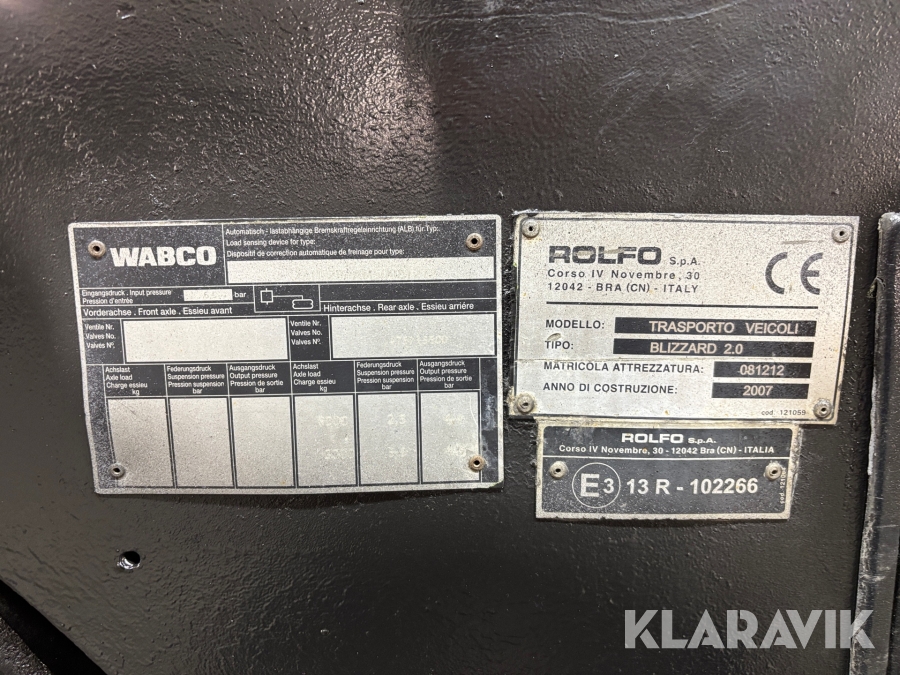 WABCO
Automatisch - lastabhängige Bremskraftregeleinrichtung (ALB) für Typ:
Load sensing device for type:
Dispositif de correction automatique de freinage pour type:
Eingangsdruck . Input pressure
Pression d'entrée
bar
Vorderachse . Front axle . Essieu avant
Hinterachse . Rear axle . Essieu arriére
Ventile Nr.
Valves No.
Valves Nº.
Ventile Nr.
Valves No.
Valves Nº.
Achslast
Axle load
Charge essieu
kg
Federungsdruck
Suspension pressure
Pression suspension
bar
Ausgangsdruck
Output pressure
Pression de sortie
bar
Achslast
Axle load
Charge essieu
kg
Federungsdruck
Suspension pressure
Pression suspension
bar
Ausgangsdruck
Output pressure
Pression de sortie
bar
ROLFO S.p.A.
Corso IV Novembre, 30
12042 - BRA (CN) - ITALY
CE
MODELLO: TRASPORTO VEICOLI
TIPO: BLIZZARD 2.0
MATRICOLA ATTREZZATURA: 081212
ANNO DI COSTRUZIONE: 2007
cod. 121059
ROLFO S.p.A.
Corso IV Novembre, 30 - 12042 Bra (CN) - ITALIA
E3 13 R - 102266
KLARAVIK